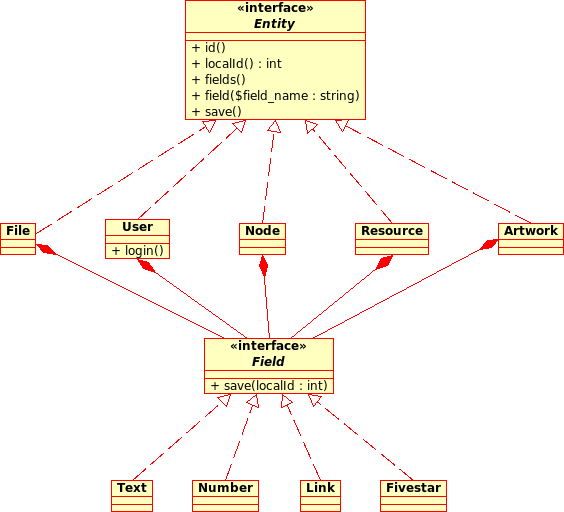 «interface»
Entity
+ id()
+ localId() : int
+ fields()
+ field($field_name : string)
+ save()
File
User
+ login()
Node
Resource
Artwork
«interface»
Field
+ save(localId : int)
Text
Number
Link
Fivestar